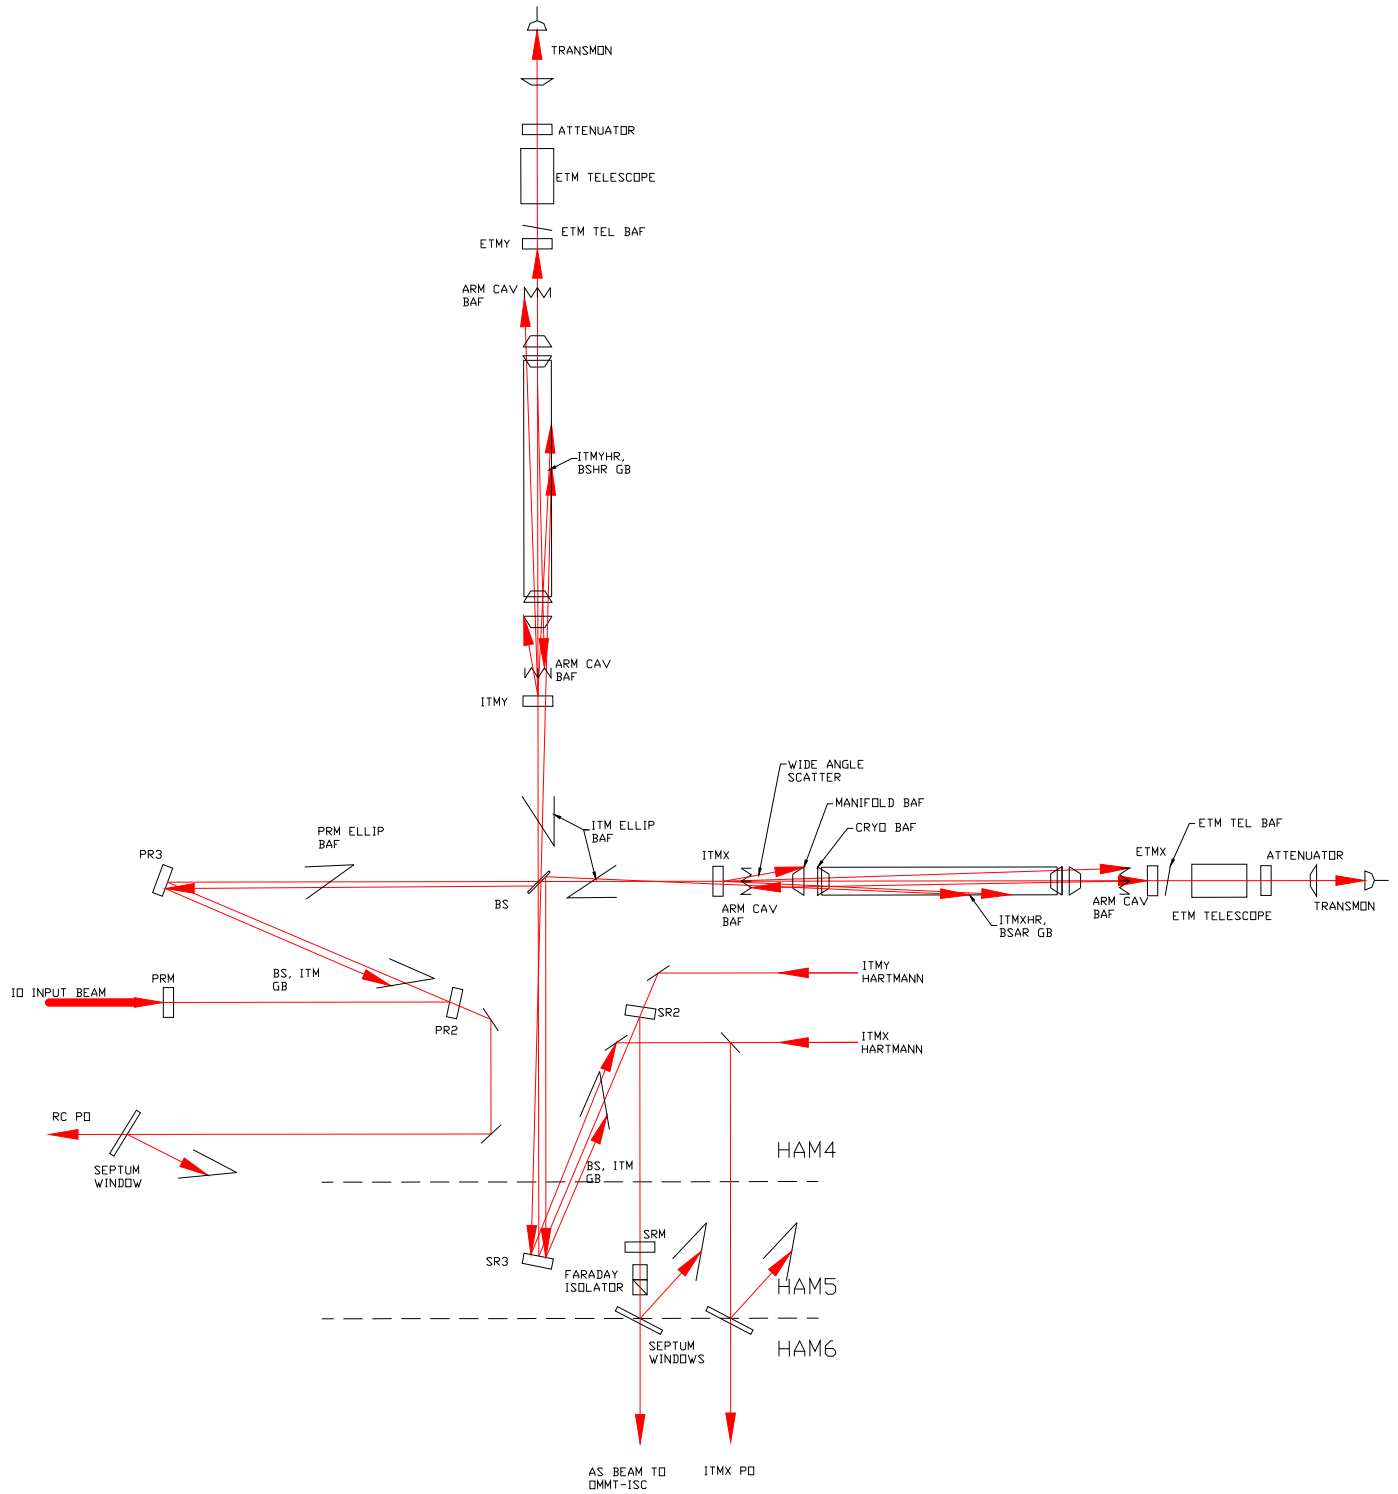 TRANSMON
ATTENUATOR
ETM TELESCOPE
ETM TEL BAF
ETMY
ARM CAV
BAF
ITMYHR,
BSHR GB
ARM CAV
BAF
ITMY
WIDE ANGLE
SCATTER
MANIFOLD BAF
CRYO BAF
ETM TEL BAF
ITM ELLIP
BAF
PRM ELLIP
BAF
PR3
ITMX
ETMX
ATTENUATOR
BS
ARM CAV
BAF
ITMXHR,
BSAR GB
ARM CAV
BAF
ETM TELESCOPE
TRANSMON
BS, ITM
GB
PRM
IO INPUT BEAM
PR2
ITMY
HARTMANN
SR2
ITMX
HARTMANN
RC PO
SEPTUM
WINDOW
HAM4
BS, ITM
GB
SRM
SR3
FARADAY
ISOLATOR
HAM5
SEPTUM
WINDOWS
HAM6
AS BEAM TO
OMMT-ISC
ITMX PO